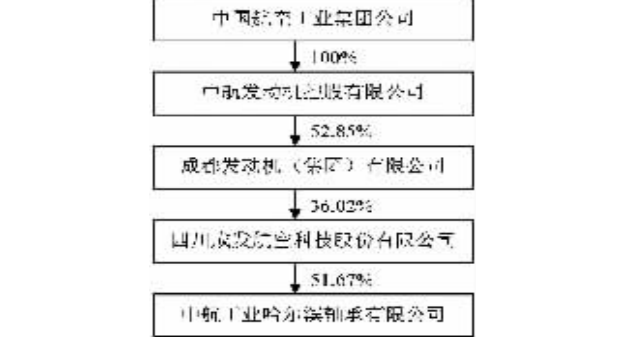 中国航空工业集团公司
100%
中航发动机控股有限公司
52.85%
成都发动机（集团）有限公司
36.02%
四川成发航空科技股份有限公司
51.67%
中航工业哈尔滨轴承有限公司